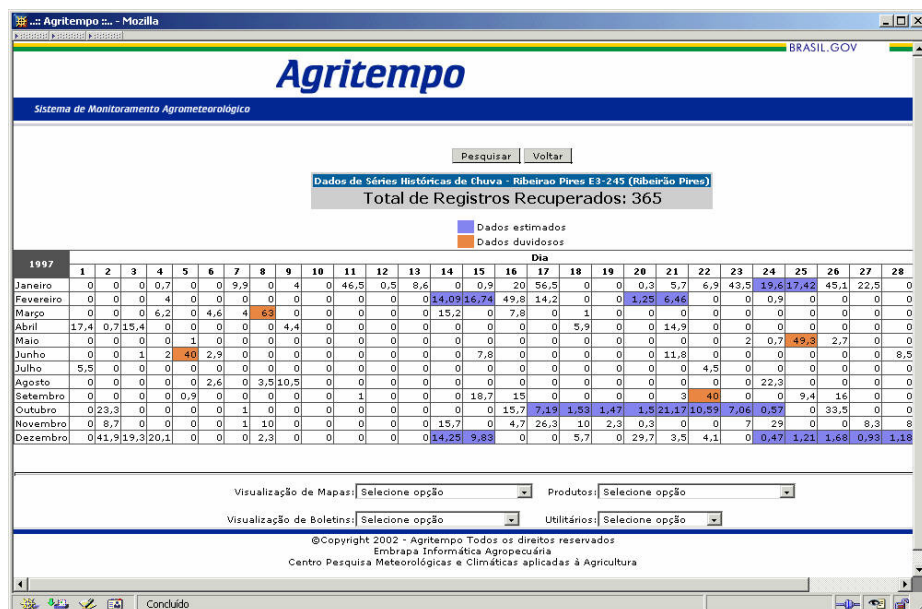 ..:: Agritempo ::.. - Mozilla
BRASIL.GOV
Agritempo
Sistema de Monitoramento Agrometeorológico
Pesquisar Voltar
Dados de Séries Históricas de Chuva - Ribeirao Pires E3-245 (Ribeirão Pires)
Total de Registros Recuperados: 365
Dados estimados
Dados duvidosos
1997 Dia
1 2 3 4 5 6 7 8 9 10 11 12 13 14 15 16 17 18 19 20 21 22 23 24 25 26 27 28
Janeiro 0 0 0 0,7 0 0 9,9 0 4 0 46,5 0,5 8,6 0 0,9 20 56,5 0 0 0,3 5,7 6,9 43,5 19,6 17,42 45,1 22,5 0
Fevereiro 0 0 0 4 0 0 0 0 0 0 0 0 0 14,09 16,74 49,8 14,2 0 0 1,25 6,46 0 0 0,9 0 0 0 0
Março 0 0 0 6,2 0 4,6 4 63 0 0 0 0 0 15,2 0 7,8 0 1 0 0 0 0 0 0 0 0 0 0
Abril 17,4 0,7 15,4 0 0 0 0 0 4,4 0 0 0 0 0 0 0 0 5,9 0 0 14,9 0 0 0 0 0 0 0
Maio 0 0 0 0 1 0 0 0 0 0 0 0 0 0 0 0 0 0 0 0 0 0 2 0,7 49,3 2,7 0 0
Junho 0 0 1 2 40 2,9 0 0 0 0 0 0 0 0 7,8 0 0 0 0 0 11,8 0 0 0 0 0 0 8,5
Julho 5,5 0 0 0 0 0 0 0 0 0 0 0 0 0 0 0 0 0 0 0 0 4,5 0 0 0 0 0 0
Agosto 0 0 0 0 0 2,6 0 3,5 10,5 0 0 0 0 0 0 0 0 0 0 0 0 0 0 22,3 0 0 0 0
Setembro 0 0 0 0 0,9 0 0 0 0 0 1 0 0 0 18,7 15 0 0 0 0 3 40 0 0 9,4 16 0 0
Outubro 0 23,3 0 0 0 0 1 0 0 0 0 0 0 0 0 15,7 7,19 1,53 1,47 1,5 21,17 10,59 7,06 0,57 0 33,5 0 0
Novembro 0 8,7 0 0 0 0 1 10 0 0 0 0 0 15,7 0 4,7 26,3 10 2,3 0,3 0 0 7 29 0 0 8,3 8
Dezembro 0 41,9 19,3 20,1 0 0 0 2,3 0 0 0 0 0 14,25 9,83 0 0 5,7 0 29,7 3,5 4,1 0 0,47 1,21 1,68 0,93 1,18
Visualização de Mapas: Selecione opção Produtos: Selecione opção
Visualização de Boletins: Selecione opção Utilitários: Selecione opção
©Copyright 2002 - Agritempo Todos os direitos reservados
Embrapa Informática Agropecuária
Centro Pesquisa Meteorológicas e Climáticas aplicadas à Agricultura
Concluído